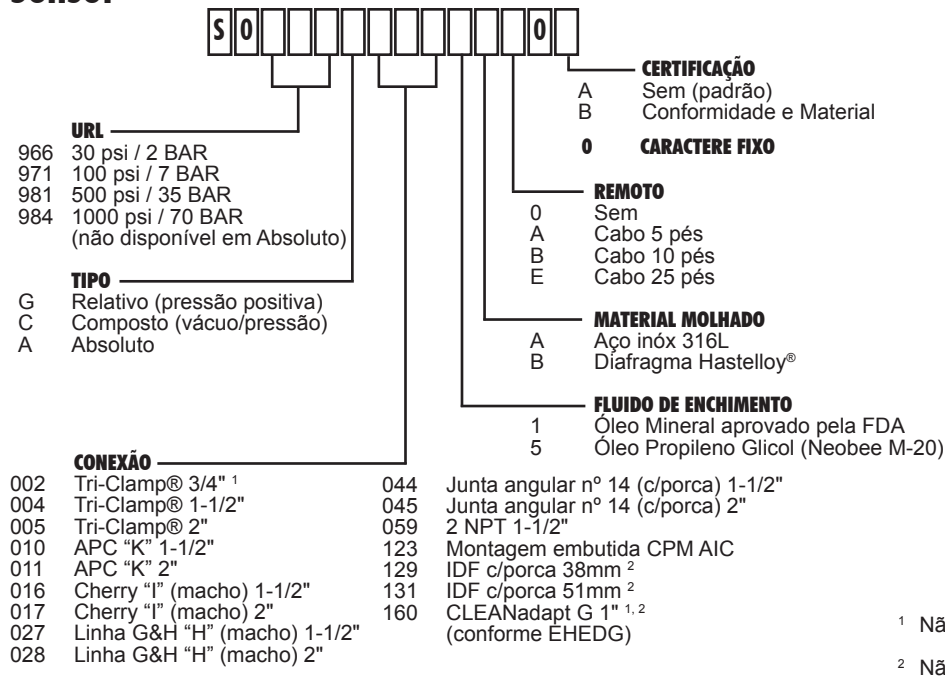 S 0 0
CERTIFICAÇÃO
A Sem (padrão)
B Conformidade e Material
0 CARACTERE FIXO
URL
966 30 psi / 2 BAR
971 100 psi / 7 BAR
981 500 psi / 35 BAR
984 1000 psi / 70 BAR
(não disponível em Absoluto)
REMOTO
0 Sem
A Cabo 5 pés
B Cabo 10 pés
E Cabo 25 pés
TIPO
G Relativo (pressão positiva)
C Composto (vácuo/pressão)
A Absoluto
MATERIAL MOLHADO
A Aço inóx 316L
B Diafragma Hastelloy®
FLUIDO DE ENCHIMENTO
1 Óleo Mineral aprovado pela FDA
5 Óleo Propileno Glicol (Neobee M-20)
CONEXÃO
002 Tri-Clamp® 3/4" ¹
004 Tri-Clamp® 1-1/2"
005 Tri-Clamp® 2"
010 APC “K” 1-1/2"
011 APC “K” 2"
016 Cherry “I” (macho) 1-1/2"
017 Cherry “I” (macho) 2"
027 Linha G&H “H” (macho) 1-1/2"
028 Linha G&H “H” (macho) 2"
044 Junta angular nº 14 (c/porca) 1-1/2"
045 Junta angular nº 14 (c/porca) 2"
059 2 NPT 1-1/2"
123 Montagem embutida CPM AIC
129 IDF c/porca 38mm ²
131 IDF c/porca 51mm ²
160 CLEANadapt G 1" ¹, ²
(conforme EHEDG)
¹ Nã
² Nã